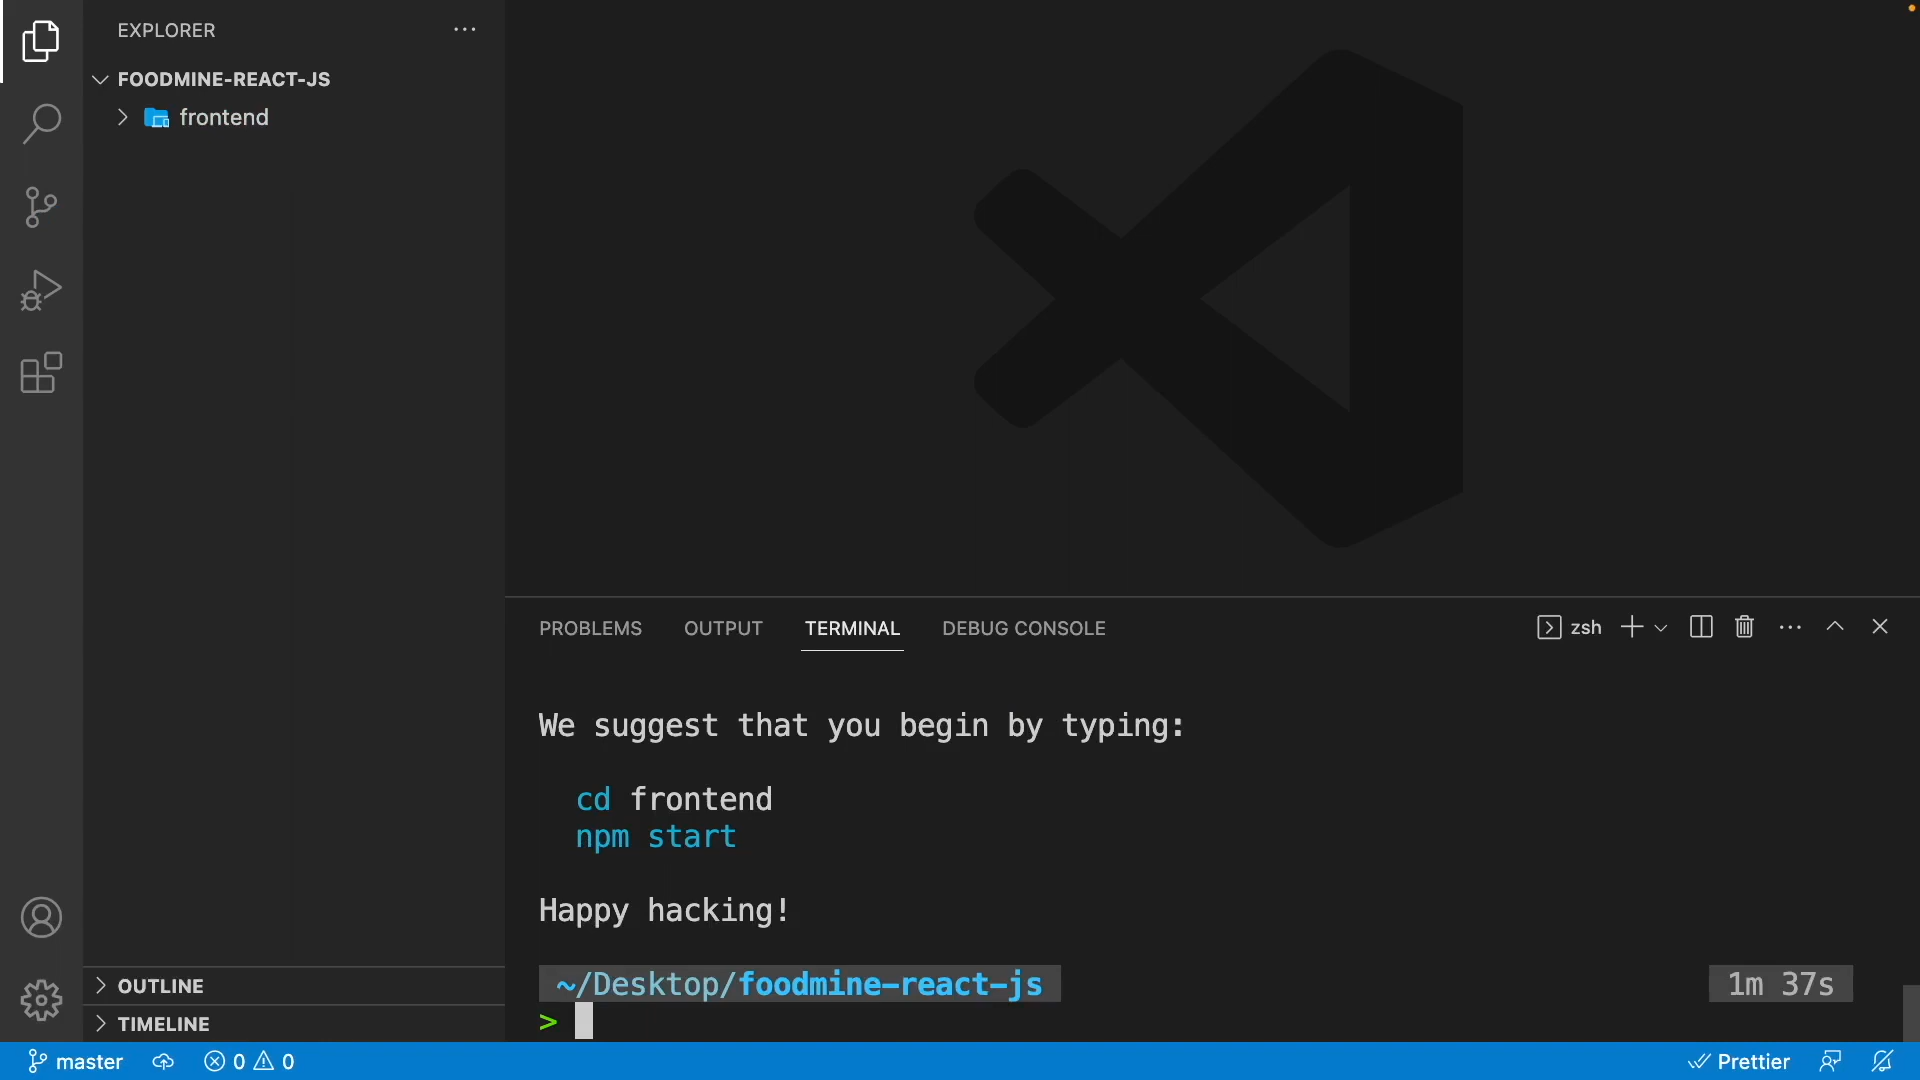 EXPLORER
FOODMINE-REACT-JS
frontend
PROBLEMS OUTPUT TERMINAL DEBUG CONSOLE
zsh
We suggest that you begin by typing:
cd frontend
npm start
Happy hacking!
~/Desktop/foodmine-react-js 1m 37s
>
OUTLINE
TIMELINE
master 0 0 Prettier